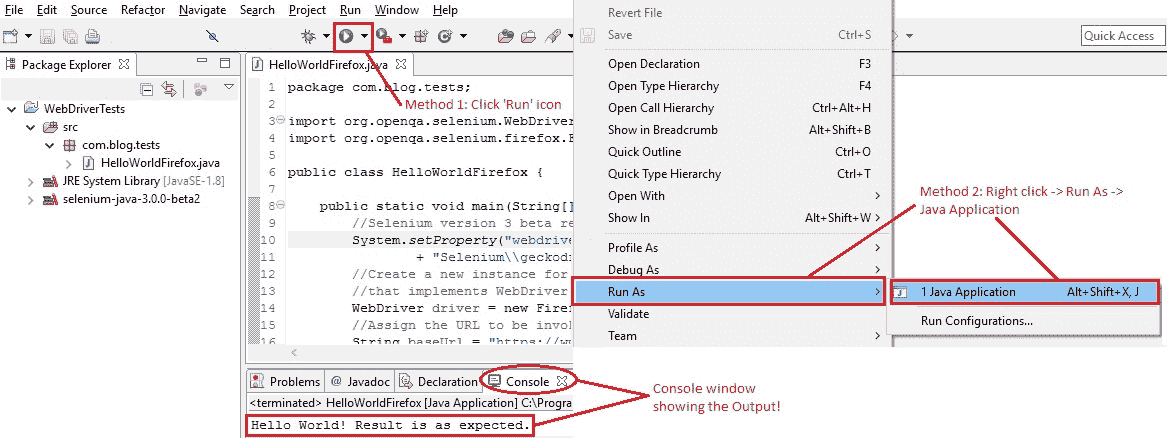 File Edit Source Refactor Navigate Search Project Run Window Help
Quick Access
Package Explorer
WebDriverTests
src
com.blog.tests
HelloWorldFirefox.java
JRE System Library [JavaSE-1.8]
selenium-java-3.0.0-beta2
HelloWorldFirefox.java
Method 1: Click 'Run' icon
1 package com.blog.tests;
2
3 import org.openqa.selenium.WebDriver
4 import org.openqa.selenium.firefox.
5
6 public class HelloWorldFirefox {
7
8 public static void main(String[]
9 //Selenium version 3 beta re
10 System.setProperty("webdrive
11 + "Selenium\\geckodr
12 //Create a new instance for
13 //that implements WebDriver
14 WebDriver driver = new Firef
15 //Assign the URL to be invol
16 String baseUrl = "https://w
Revert File
Save Ctrl+S
Open Declaration F3
Open Type Hierarchy F4
Open Call Hierarchy Ctrl+Alt+H
Show in Breadcrumb Alt+Shift+B
Quick Outline Ctrl+O
Quick Type Hierarchy Ctrl+T
Open With
Show In Alt+Shift+W
Profile As
Debug As
Run As
Validate
Team
Method 2: Right click -> Run As ->
Java Application
1 Java Application Alt+Shift+X, J
Run Configurations...
Problems @ Javadoc Declaration Console
<terminated> HelloWorldFirefox [Java Application] C:\Progra
Hello World! Result is as expected.
Console window
showing the Output!